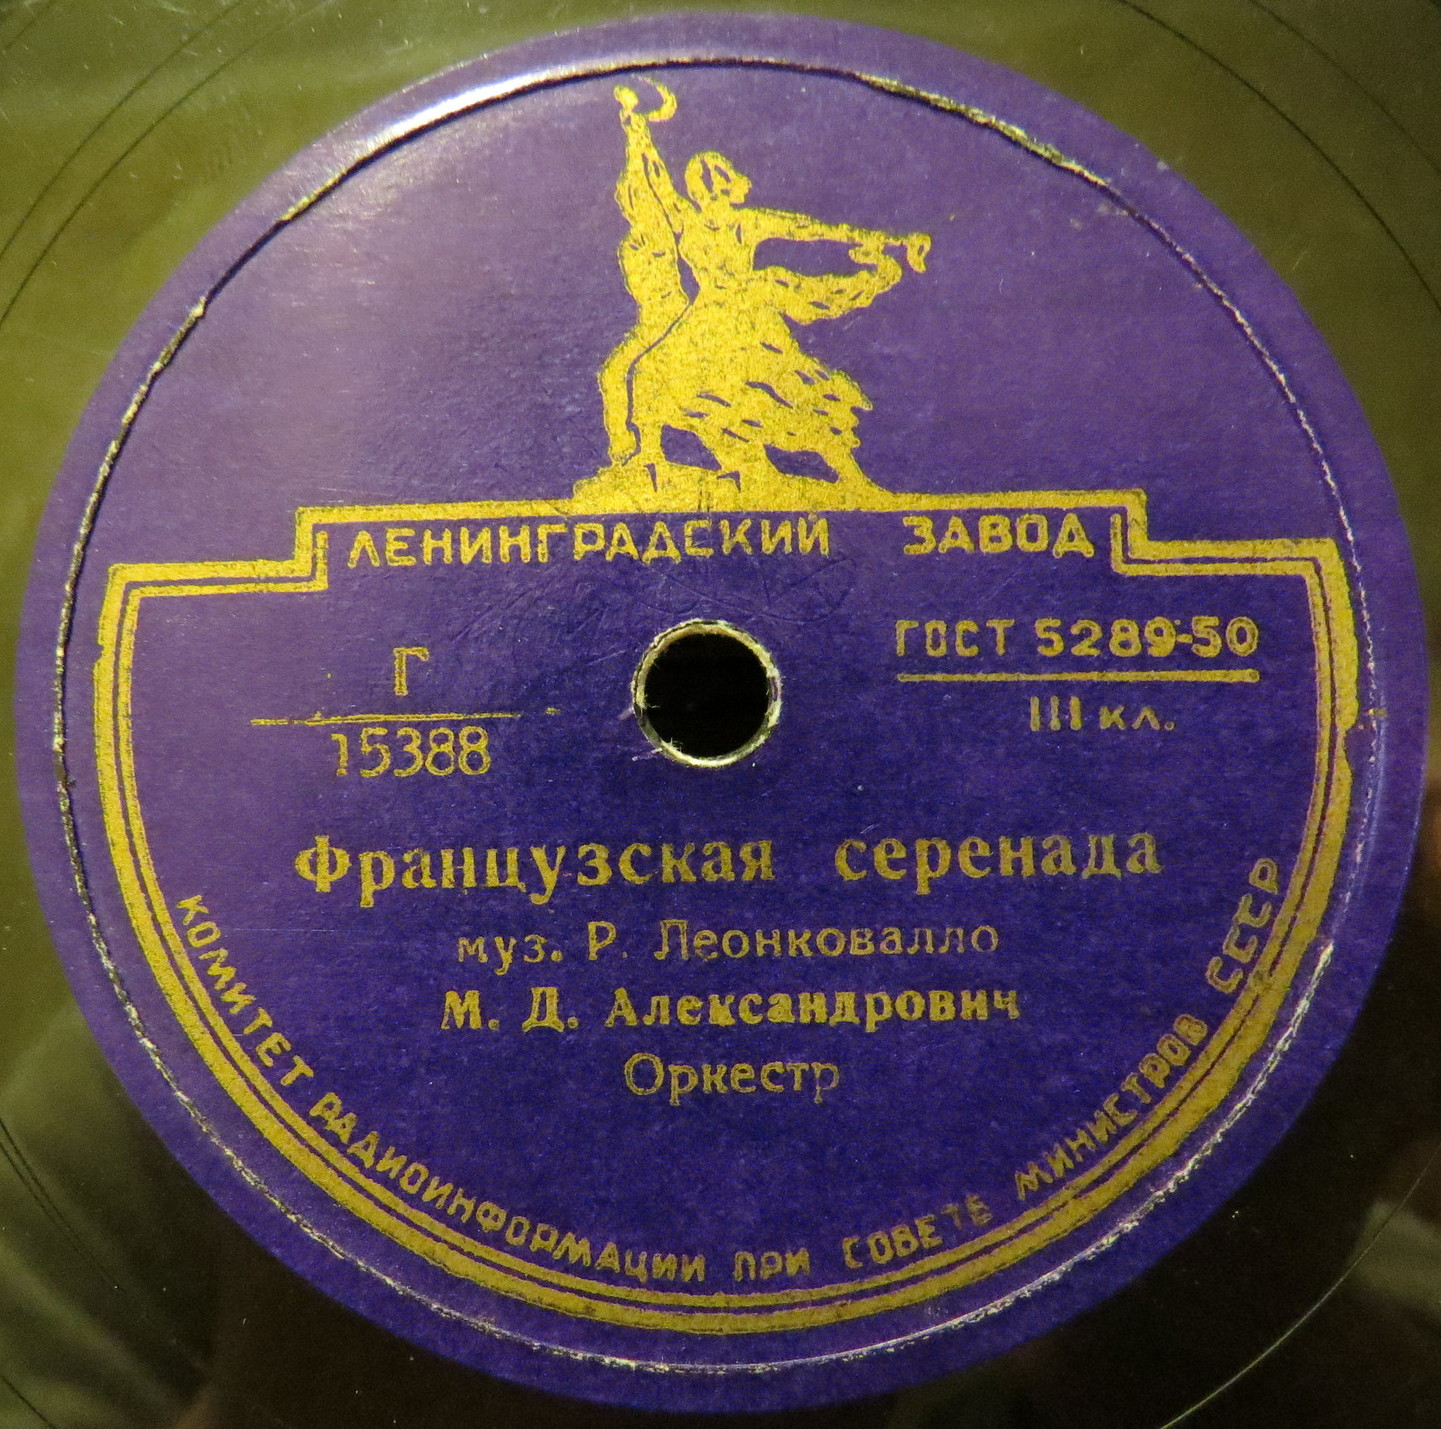 ЛЕНИНГРАДСКИЙ ЗАВОД
ГОСТ 5289-50
III кл.
Г
15388
Французская серенада
муз. Р. Леонковалло
М. Д. Александрович
Оркестр
КОМИТЕТ РАДИОИНФОРМАЦИИ ПРИ СОВЕТЕ МИНИСТРОВ СССР